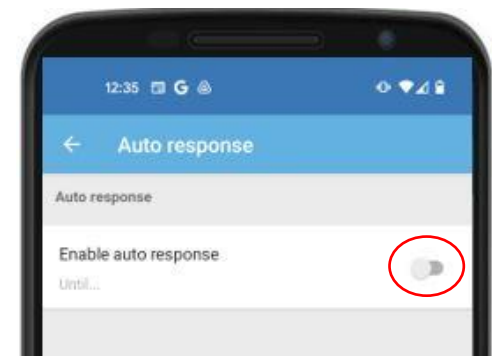 12:35 G
Auto response
Auto response
Enable auto response
Until...